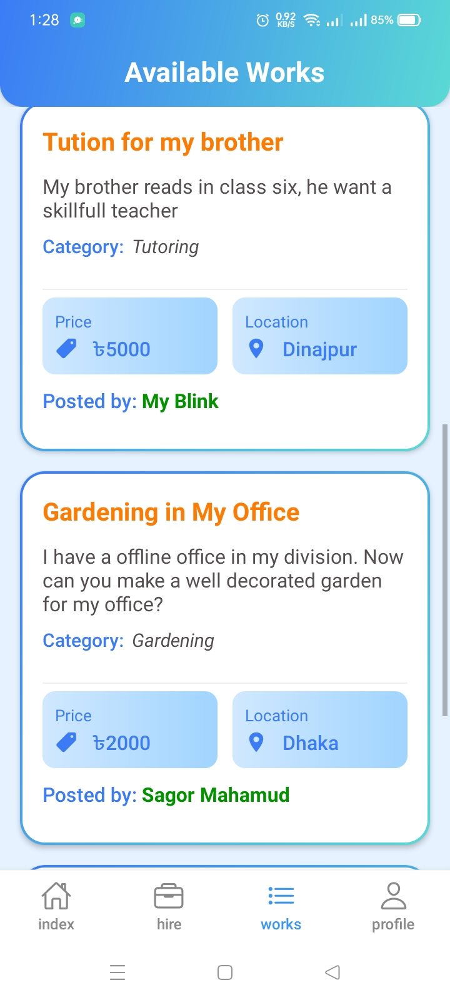 1:28
0.92
KB/S
85%
Available Works
Tution for my brother
My brother reads in class six, he want a
skillfull teacher
Category: Tutoring
Price
৳5000
Location
Dinajpur
Posted by: My Blink
Gardening in My Office
I have a offline office in my division. Now
can you make a well decorated garden
for my office?
Category: Gardening
Price
৳2000
Location
Dhaka
Posted by: Sagor Mahamud
index
hire
works
profile